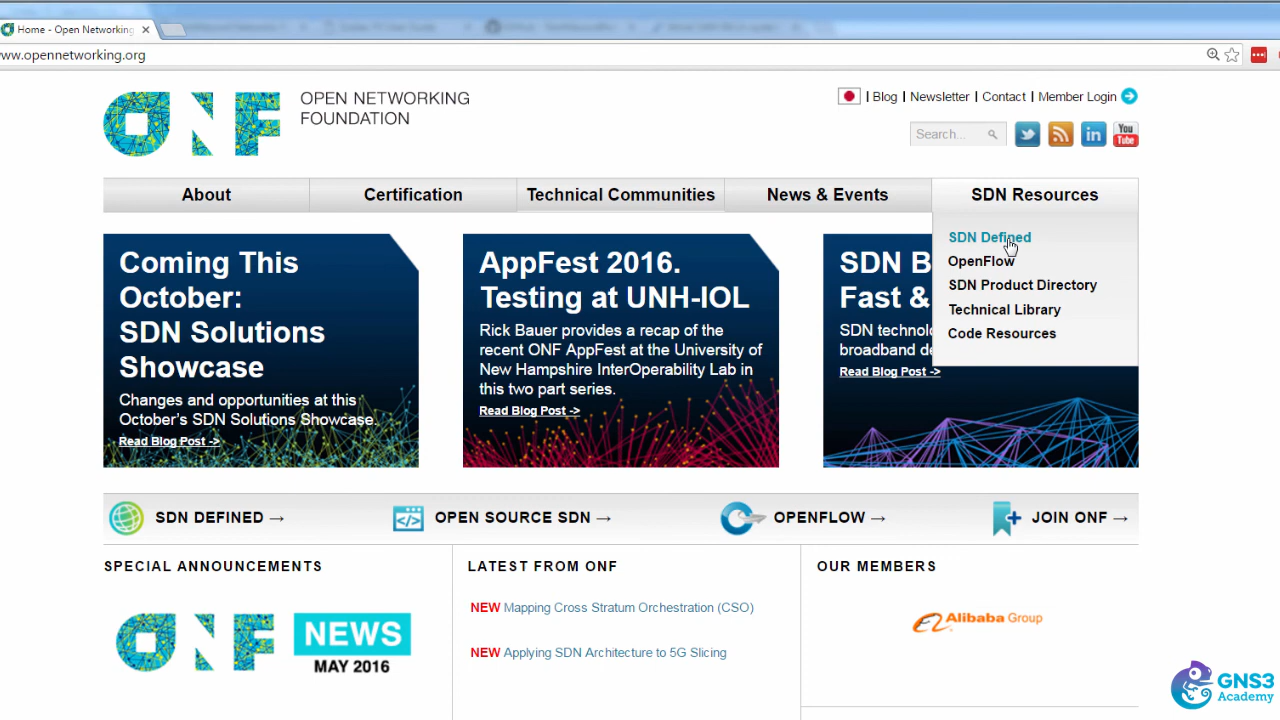 Home - Open Networking
www.opennetworking.org
ONF
OPEN NETWORKING
FOUNDATION
| Blog | Newsletter | Contact | Member Login
Search...
You
Tube
About
Certification
Technical Communities
News & Events
SDN Resources
SDN Defined
OpenFlow
SDN Product Directory
Technical Library
Code Resources
Coming This
October:
SDN Solutions
Showcase
Changes and opportunities at this
October's SDN Solutions Showcase.
Read Blog Post ->
AppFest 2016.
Testing at UNH-IOL
Rick Bauer provides a recap of the
recent ONF AppFest at the University of
New Hampshire InterOperability Lab in
this two part series.
Read Blog Post ->
SDN B
Fast &
SDN technolo
broadband de
Read Blog Post ->
SDN DEFINED →
OPEN SOURCE SDN →
OPENFLOW →
JOIN ONF →
SPECIAL ANNOUNCEMENTS
ONF NEWS
MAY 2016
LATEST FROM ONF
NEW Mapping Cross Stratum Orchestration (CSO)
NEW Applying SDN Architecture to 5G Slicing
OUR MEMBERS
Alibaba Group
GNS3
Academy